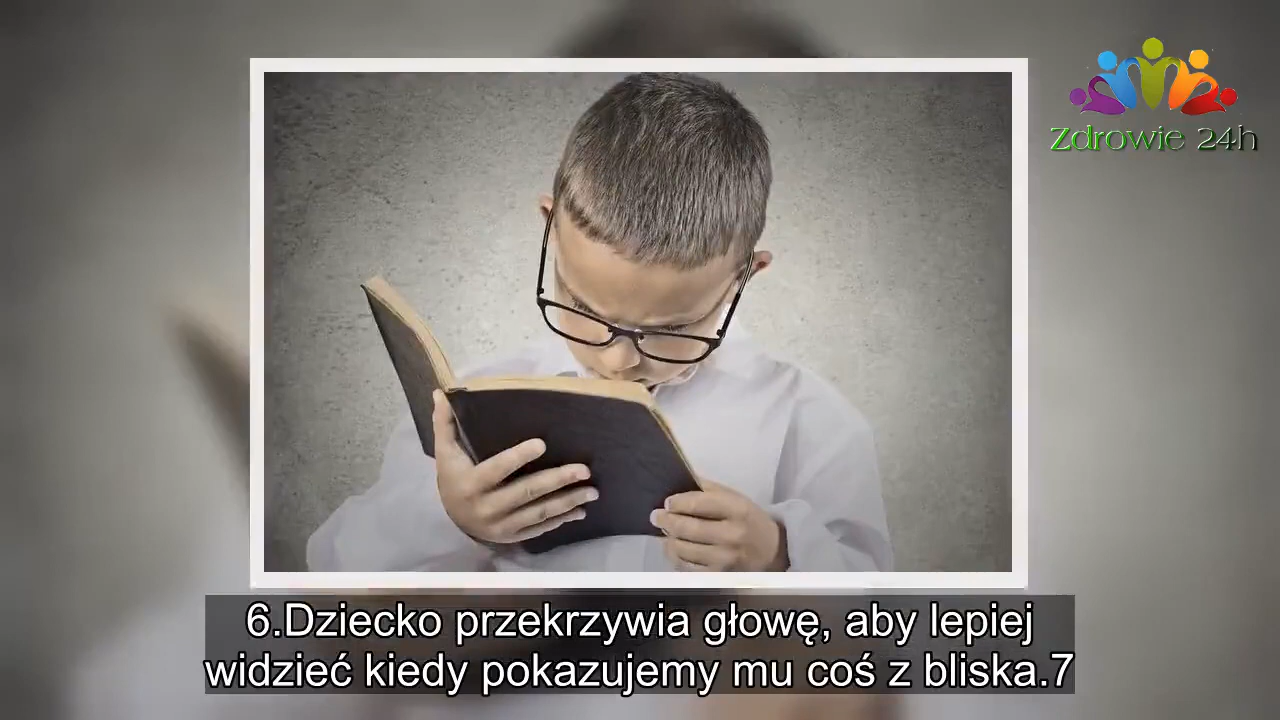 Zdrowie 24h
6.Dziecko przekrzywia głowę, aby lepiej
widzieć kiedy pokazujemy mu coś z bliska.7